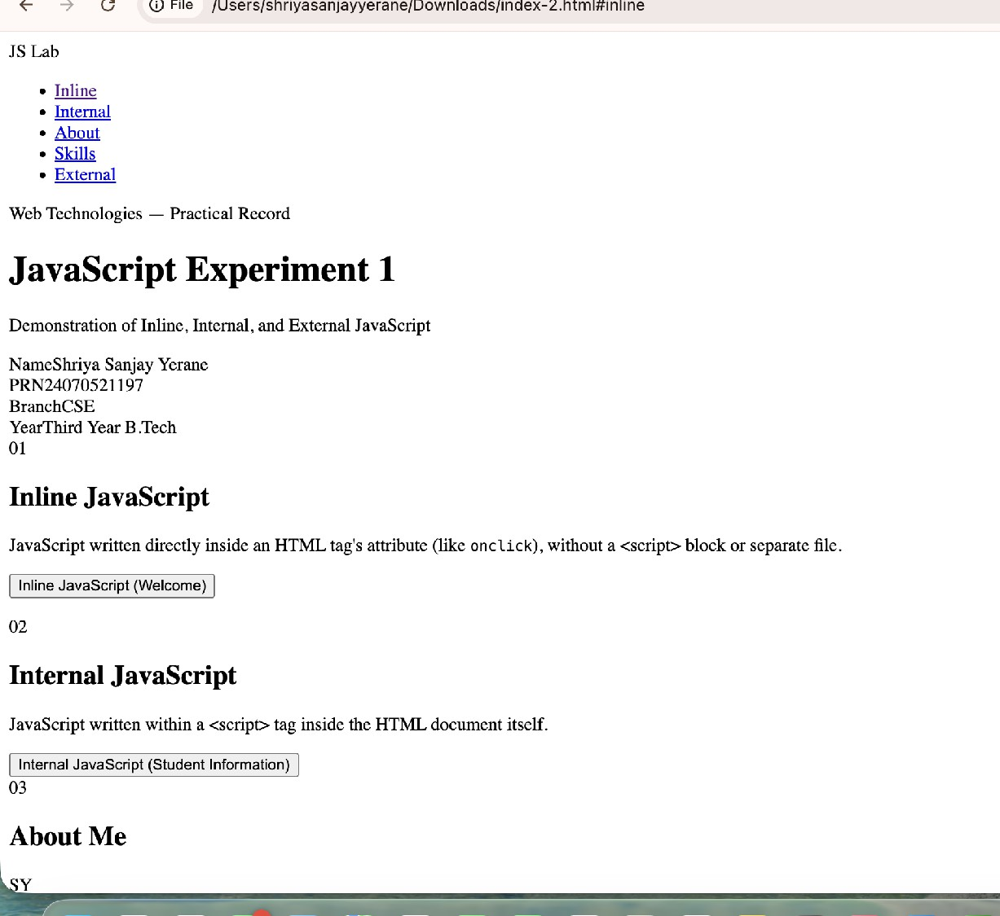 File /Users/shriyasanjayyerane/Downloads/index-2.html#inline
JS Lab
Inline
Internal
About
Skills
External
Web Technologies — Practical Record
JavaScript Experiment 1
Demonstration of Inline, Internal, and External JavaScript
NameShriya Sanjay Yerane
PRN24070521197
BranchCSE
YearThird Year B.Tech
01
Inline JavaScript
JavaScript written directly inside an HTML tag's attribute (like onclick), without a <script> block or separate file.
Inline JavaScript (Welcome)
02
Internal JavaScript
JavaScript written within a <script> tag inside the HTML document itself.
Internal JavaScript (Student Information)
03
About Me
SY